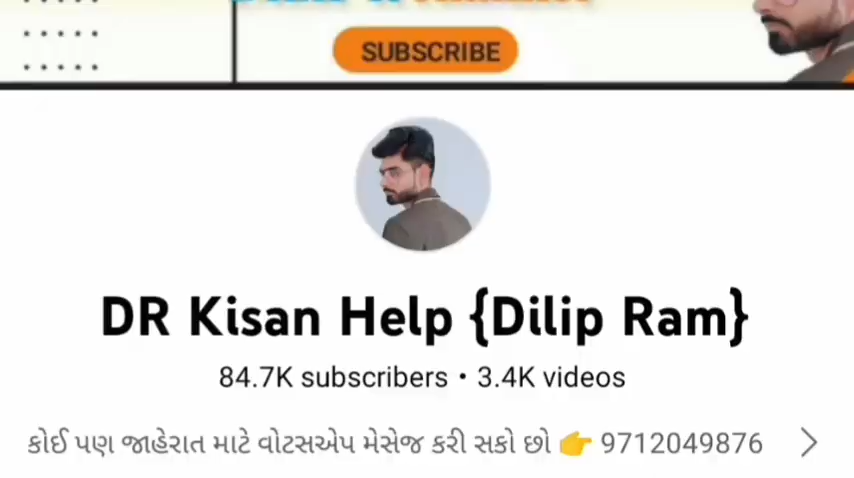 SUBSCRIBE
DR Kisan Help {Dilip Ram}
84.7K subscribers • 3.4K videos
કોઈ પણ જાહેરાત માટે વોટસએપ મેસેજ કરી સકો છો 👉 9712049876